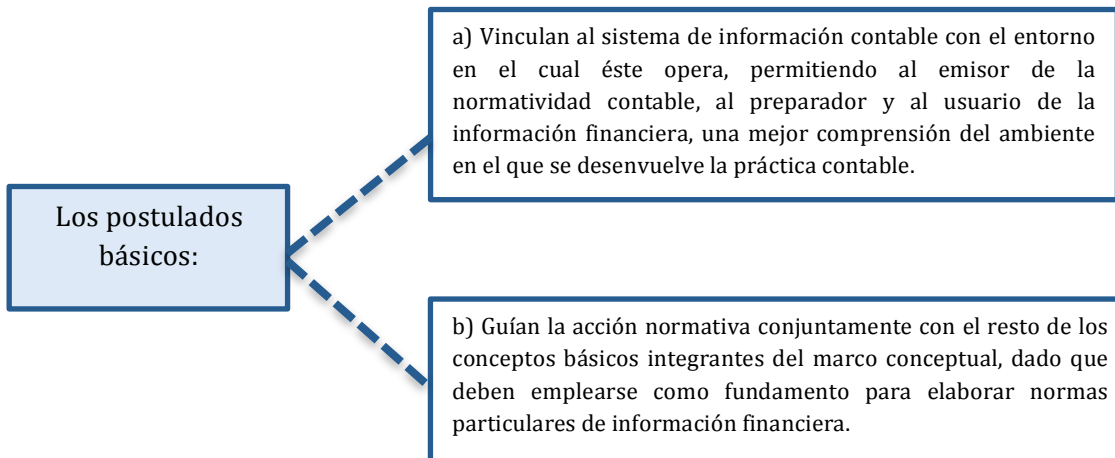 Los postulados
básicos:
a) Vinculan al sistema de información contable con el entorno
en el cual éste opera, permitiendo al emisor de la
normatividad contable, al preparador y al usuario de la
información financiera, una mejor comprensión del ambiente
en el que se desenvuelve la práctica contable.
b) Guían la acción normativa conjuntamente con el resto de los
conceptos básicos integrantes del marco conceptual, dado que
deben emplearse como fundamento para elaborar normas
particulares de información financiera.